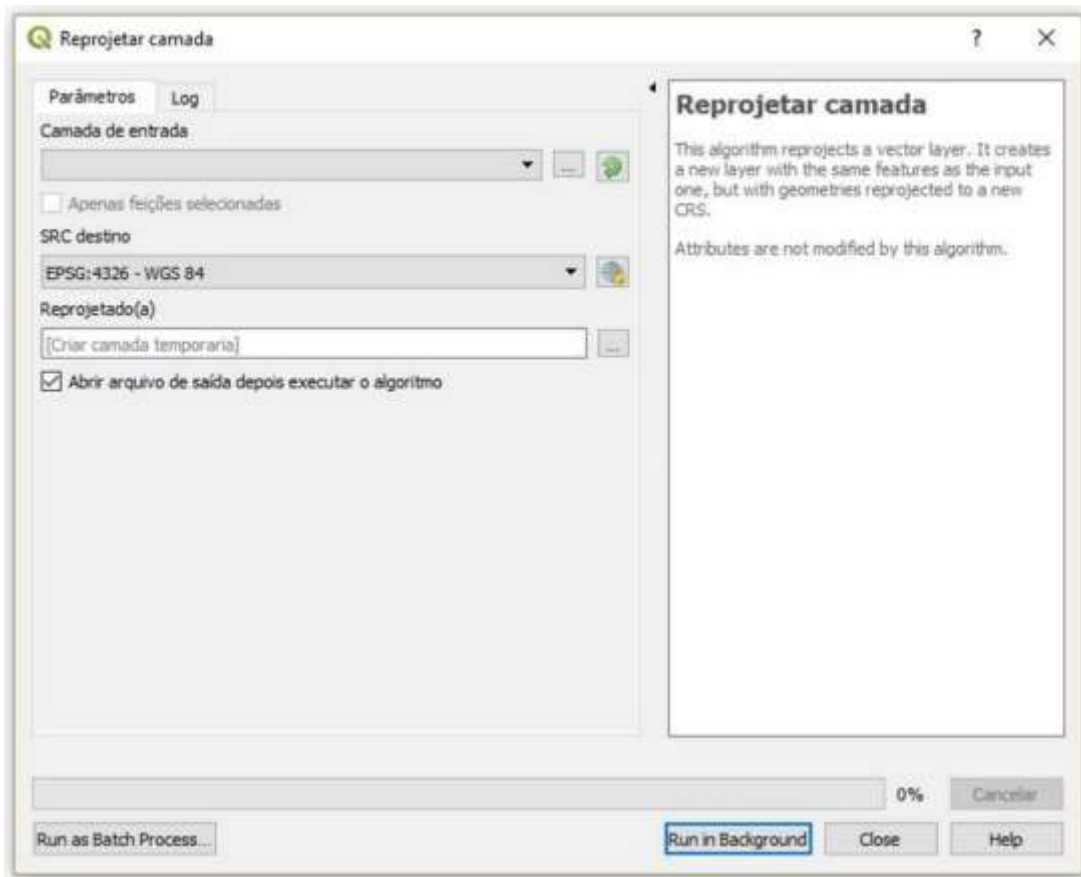 Reprojetar camada
?
Parâmetros
Log
Camada de entrada
...
Apenas feições selecionadas
SRC destino
EPSG:4326 - WGS 84
Reprojetado(a)
[Criar camada temporaria]
...
Abrir arquivo de saída depois executar o algoritmo
Reprojetar camada
This algorithm reprojects a vector layer. It creates
a new layer with the same features as the input
one, but with geometries reprojected to a new
CRS.
Attributes are not modified by this algorithm.
0%
Cancelar
Run as Batch Process...
Run in Background
Close
Help